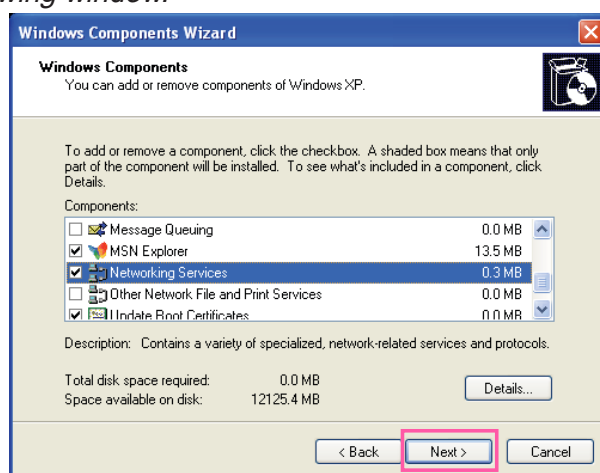 wing window.
Windows Components Wizard
Windows Components
You can add or remove components of Windows XP.
To add or remove a component, click the checkbox. A shaded box means that only
part of the component will be installed. To see what's included in a component, click
Details.
Components:
Message Queuing 0.0 MB
MSN Explorer 13.5 MB
Networking Services 0.3 MB
Other Network File and Print Services 0.0 MB
Update Root Certificates 0.0 MB
Description: Contains a variety of specialized, network-related services and protocols.
Total disk space required: 0.0 MB
Space available on disk: 12125.4 MB
Details...
< Back Next > Cancel